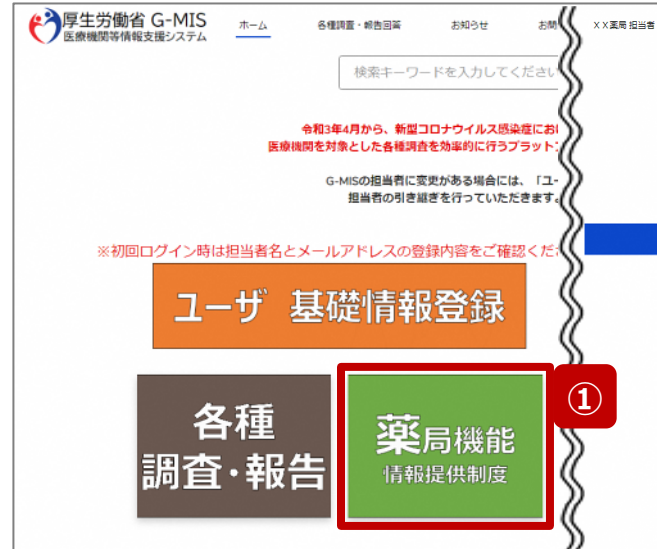 厚生労働省 G-MIS
医療機関等情報支援システム
ホーム 各種調査・報告回答 お知らせ お問 XX薬局 担当者
検索キーワードを入力してくださ
令和3年4月から、新型コロナウイルス感染症にお
医療機関を対象とした各種調査を効率的に行うプラット
G-MISの担当者に変更がある場合には、「ユー
担当者の引き継ぎを行っていただきます。
※初回ログイン時は担当者名とメールアドレスの登録内容をご確認くだ
ユーザ 基礎情報登録
各種
調査・報告
薬局機能
情報提供制度
①